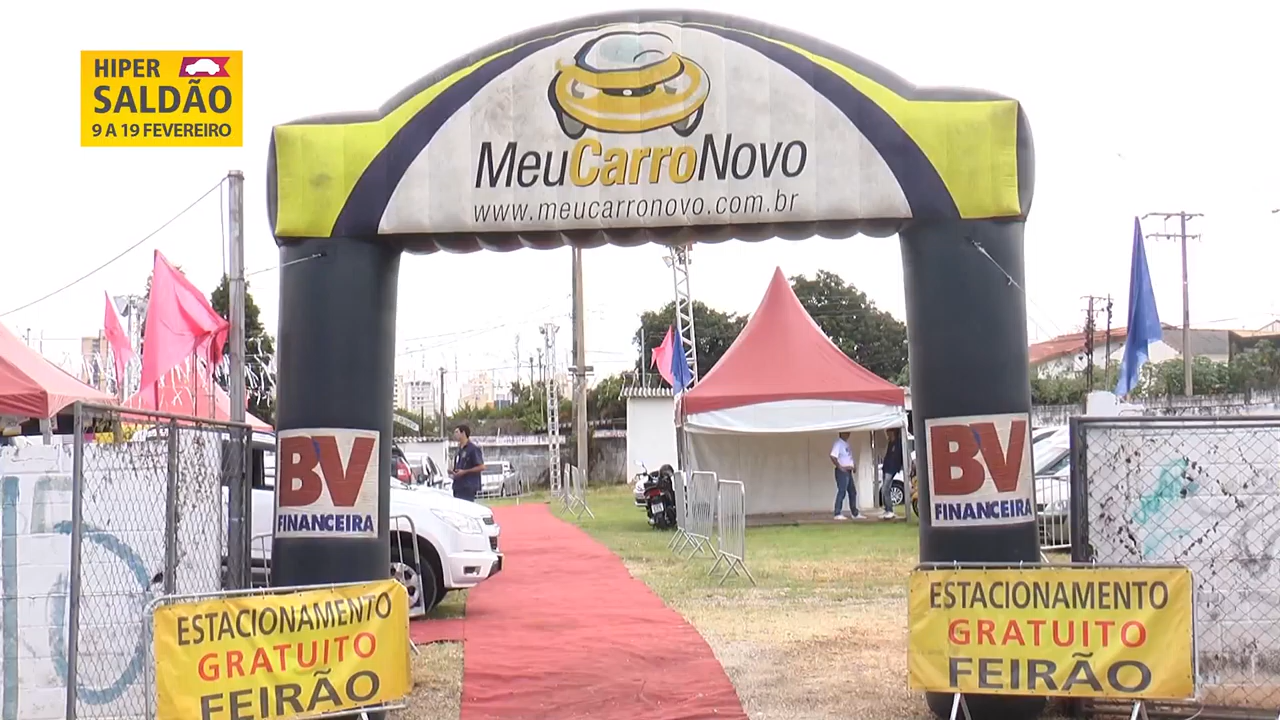 HIPER
SALDÃO
9 A 19 FEVEREIRO
MeuCarroNovo
www.meucarronovo.com.br
BV
FINANCEIRA
BV
FINANCEIRA
ESTACIONAMENTO
GRATUITO
FEIRÃO
ESTACIONAMENTO
GRATUITO
FEIRÃO